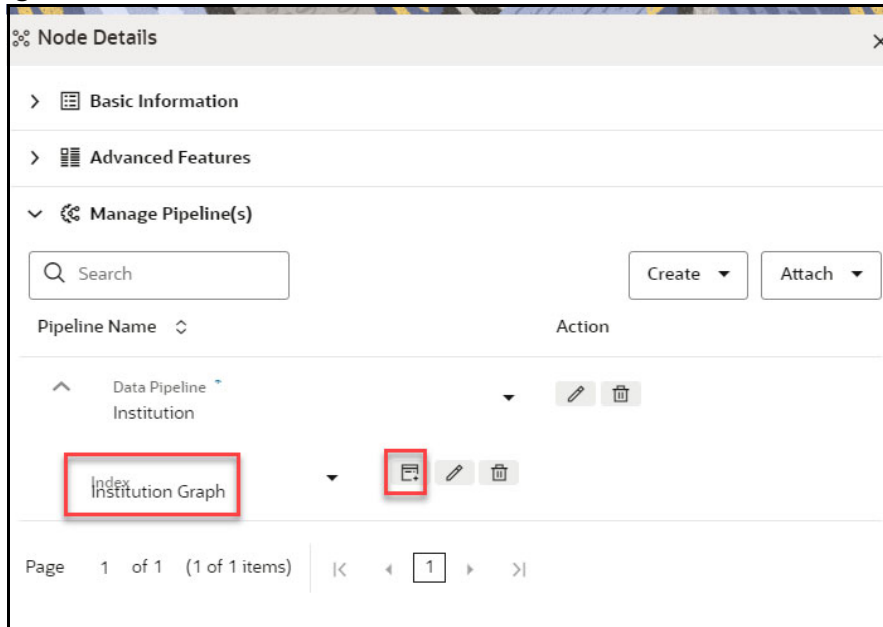 Node Details
Basic Information
Advanced Features
Manage Pipeline(s)
Search
Create
Attach
Pipeline Name
Action
Data Pipeline *
Institution
Index
Institution Graph
Page 1 of 1 (1 of 1 items) 1